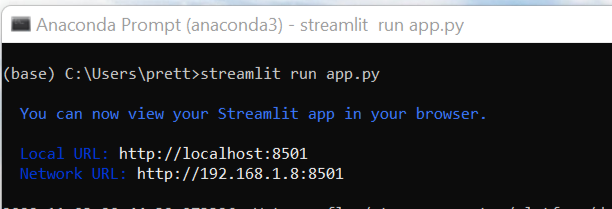 Anaconda Prompt (anaconda3) - streamlit run app.py
(base) C:\Users\prett>streamlit run app.py
You can now view your Streamlit app in your browser.
Local URL: http://localhost:8501
Network URL: http://192.168.1.8:8501